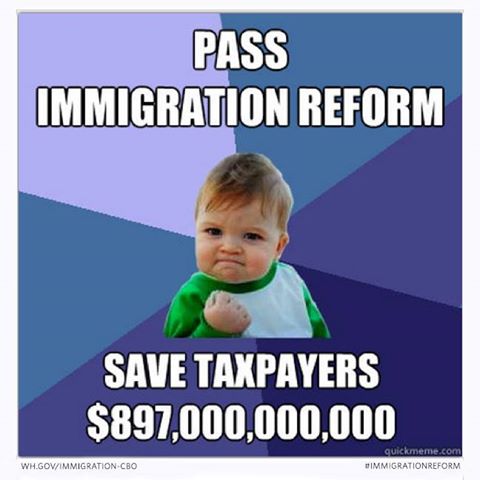 PASS
IMMIGRATION REFORM
SAVE TAXPAYERS
$897,000,000,000
quickmeme.com
WH.GOV/IMMIGRATION-CBO
#IMMIGRATIONREFORM